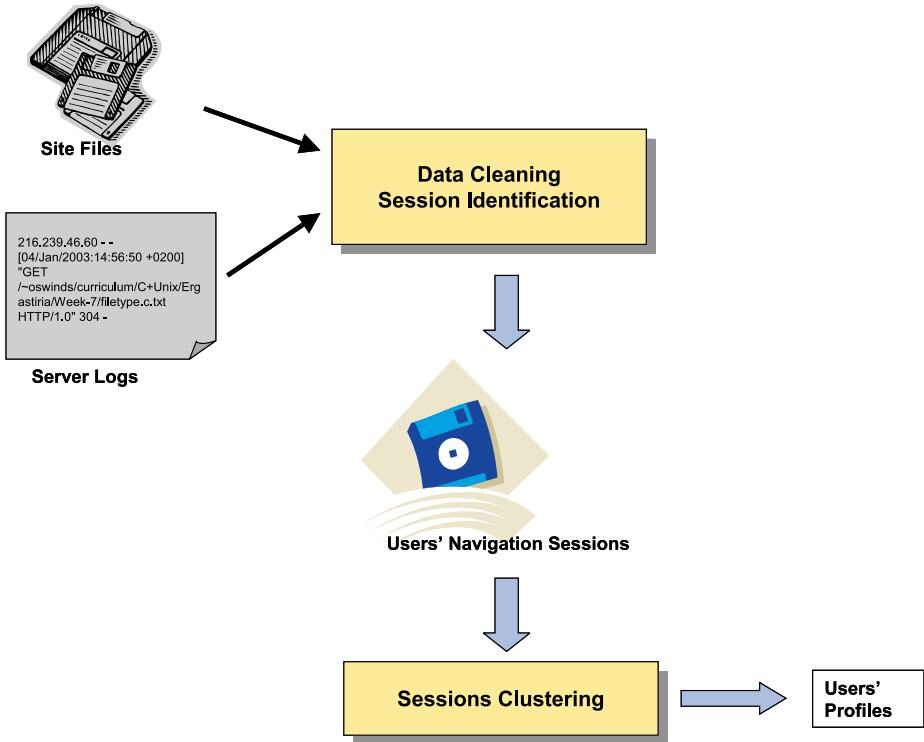 Site Files
Data Cleaning
Session Identification
216.239.46.60 - -
[04/Jan/2003:14:56:50 +0200]
"GET
/~oswinds/curriculum/C+Unix/Erg
astiria/Week-7/filetype.c.txt
HTTP/1.0" 304 -
Server Logs
Users’ Navigation Sessions
Sessions Clustering
Users’
Profiles